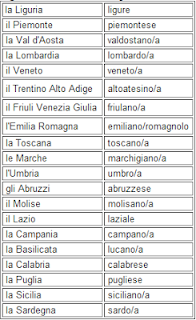 la Liguria ligure
il Piemonte piemontese
la Val d'Aosta valdostano/a
la Lombardia lombardo/a
il Veneto veneto/a
il Trentino Alto Adige altoatesino/a
il Friuli Venezia Giulia friulano/a
l'Emilia Romagna emiliano/romagnolo
la Toscana toscano/a
le Marche marchigiano/a
l'Umbria umbro/a
gli Abruzzi abruzzese
il Molise molisano/a
il Lazio laziale
la Campania campano/a
la Basilicata lucano/a
la Calabria calabrese
la Puglia pugliese
la Sicilia siciliano/a
la Sardegna sardo/a